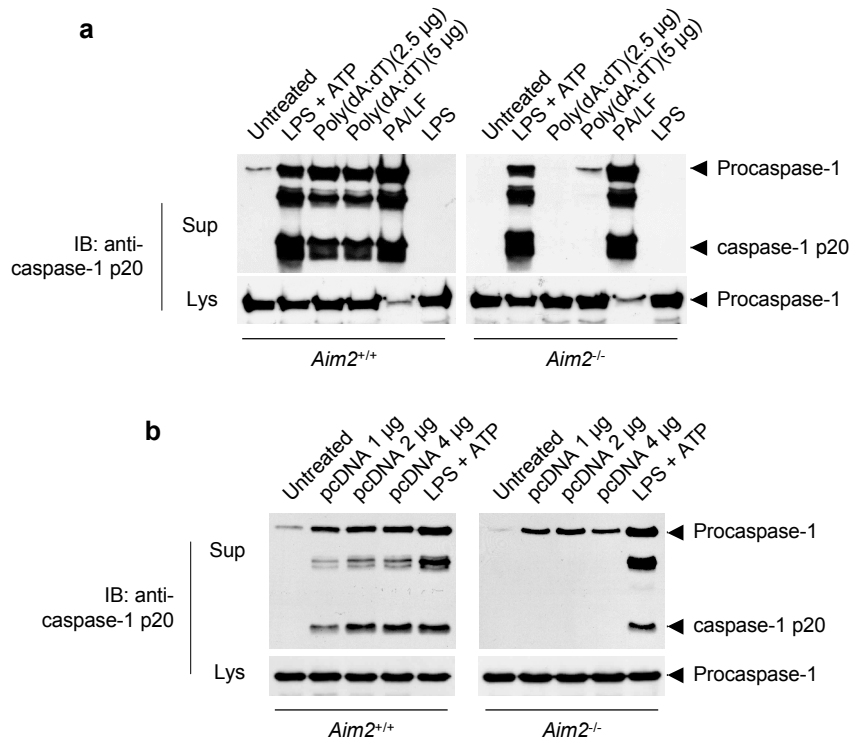 a
Untreated
LPS + ATP
Poly(dA:dT)(2.5 µg)
Poly(dA:dT)(5 µg)
PA/LF
LPS
Untreated
LPS + ATP
Poly(dA:dT)(2.5 µg)
Poly(dA:dT)(5 µg)
PA/LF
LPS
Procaspase-1
Sup
IB: anti-
caspase-1 p20
caspase-1 p20
Lys
Procaspase-1
Aim2+/+
Aim2-/-
b
Untreated
pcDNA 1 µg
pcDNA 2 µg
pcDNA 4 µg
LPS + ATP
Untreated
pcDNA 1 µg
pcDNA 2 µg
pcDNA 4 µg
LPS + ATP
Procaspase-1
Sup
IB: anti-
caspase-1 p20
caspase-1 p20
Lys
Procaspase-1
Aim2+/+
Aim2-/-